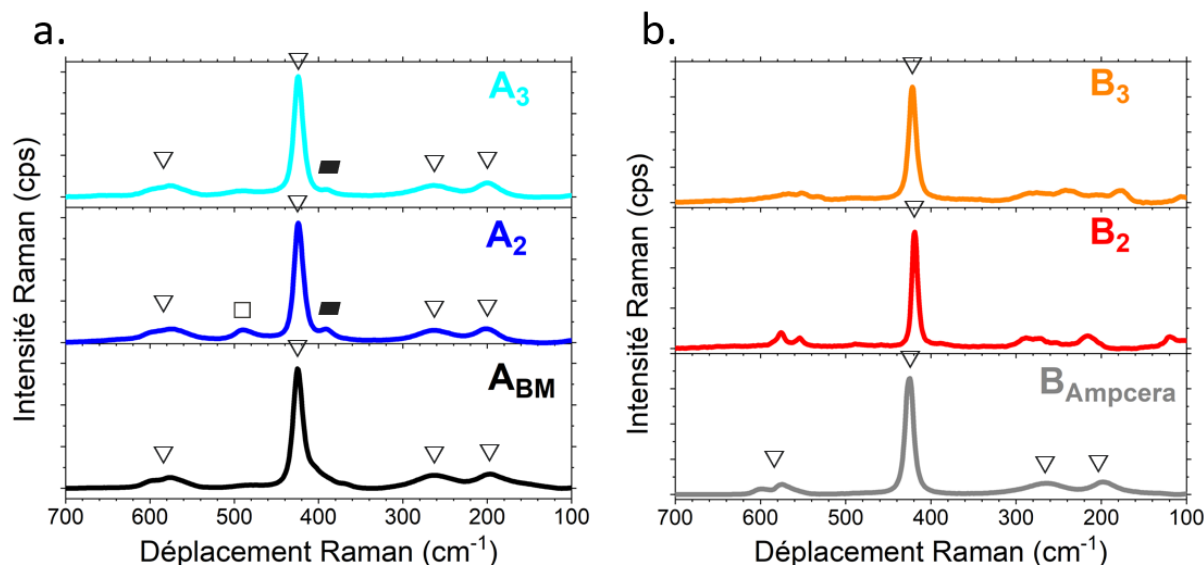 a.
A3
A2
ABM
Intensité Raman (cps)
700 600 500 400 300 200 100
Déplacement Raman (cm-1)
b.
B3
B2
BAmpcera
Intensité Raman (cps)
700 600 500 400 300 200 100
Déplacement Raman (cm-1)